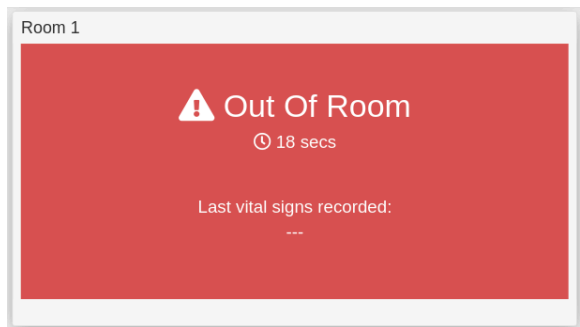 Room 1
Out Of Room
18 secs
Last vital signs recorded:
---